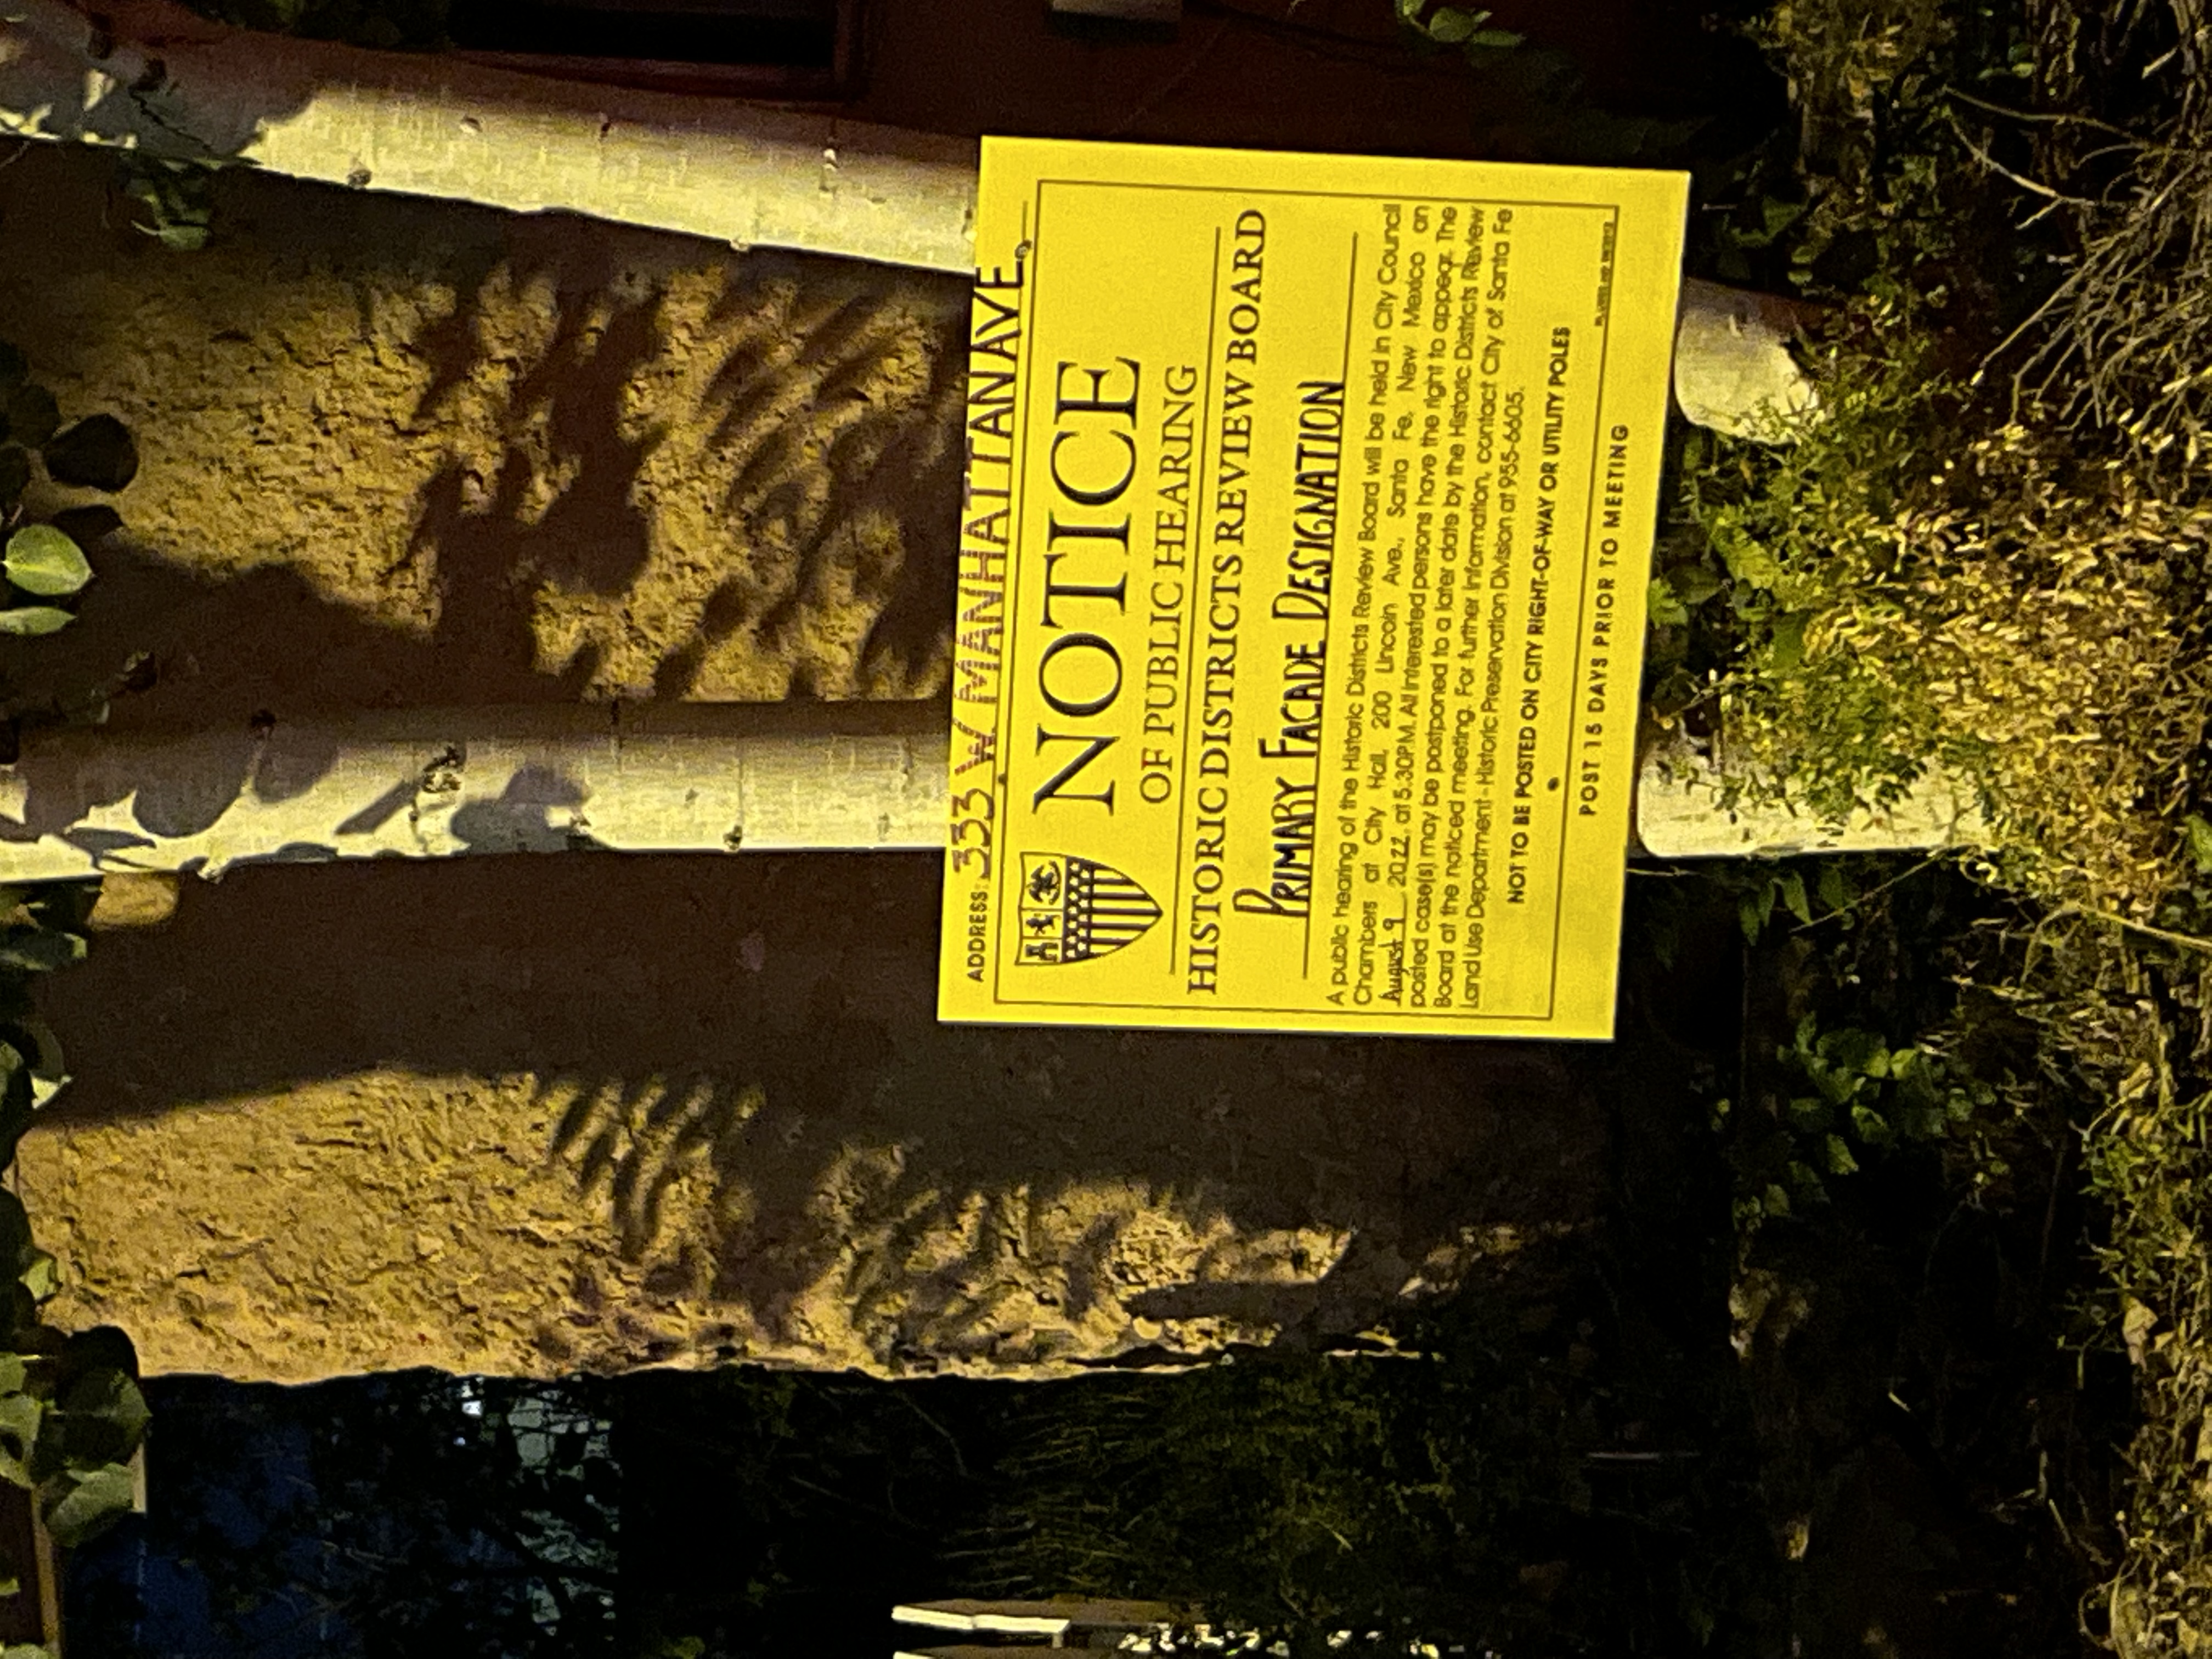 ADDRESS: 333 W. MANHATTAN AVE.
NOTICE
OF PUBLIC HEARING
HISTORIC DISTRICTS REVIEW BOARD
PRIMARY FACADE DESIGNATION
A public hearing of the Historic Districts Review Board will be held in City Council
Chambers at City Hall, 200 Lincoln Ave., Santa Fe, New Mexico on
August 9, 2022, at 5:30P.M. All interested persons have the right to appear. The
posted case(s) may be postponed to a later date by the Historic Districts Review
Board at the noticed meeting. For further information, contact City of Santa Fe
Land Use Department - Historic Preservation Division at 955-6605.
NOT TO BE POSTED ON CITY RIGHT-OF-WAY OR UTILITY POLES
POST 15 DAYS PRIOR TO MEETING